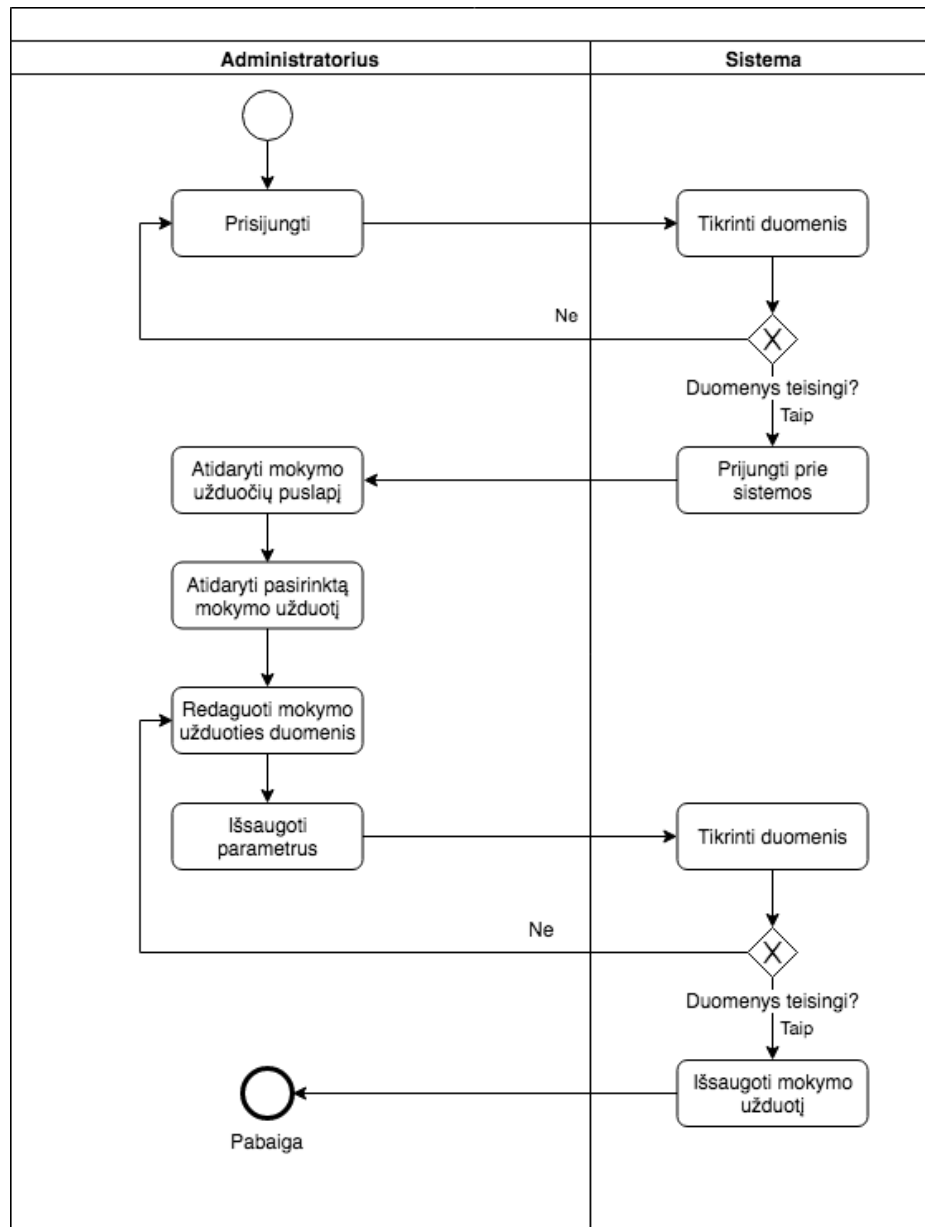 Administratorius
Sistema
Prisijungti
Tikrinti duomenis
Ne
Duomenys teisingi?
Taip
Atidaryti mokymo
užduočių puslapį
Prijungti prie
sistemos
Atidaryti pasirinktą
mokymo užduotį
Redaguoti mokymo
užduoties duomenis
Išsaugoti
parametrus
Tikrinti duomenis
Ne
Duomenys teisingi?
Taip
Išsaugoti mokymo
užduotį
Pabaiga